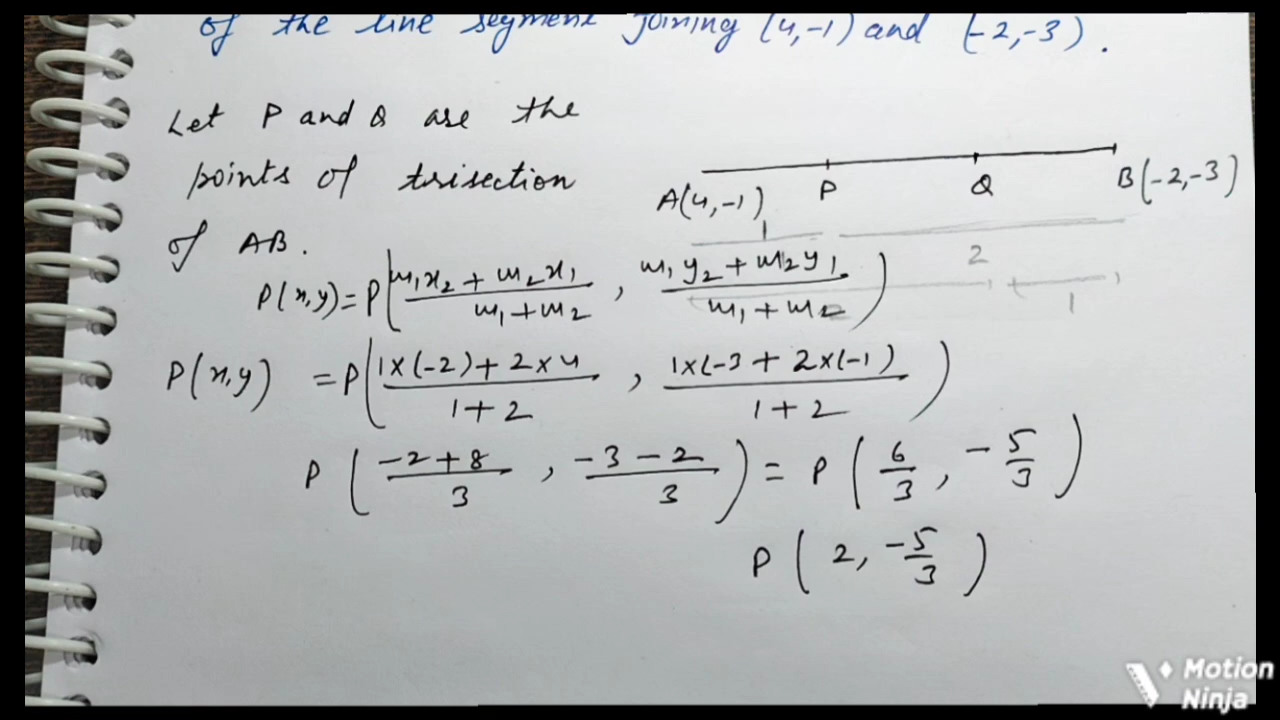 of the line segment joining (4,-1) and (-2,-3).
Let P and Q are the
points of trisection
of AB.
A(4,-1) P Q B(-2,-3)
1
2
1
P(x,y)=P(m₁x₂+m₂x₁/m₁+m₂, m₁y₂+m₂y₁/m₁+m₂)
P(x,y) =P(1×(-2)+2×4/1+2, 1×(-3+2×(-1)/1+2)
P(-2+8/3, -3-2/3)=P(6/3, -5/3)
P(2,-5/3)
Motion
Ninja